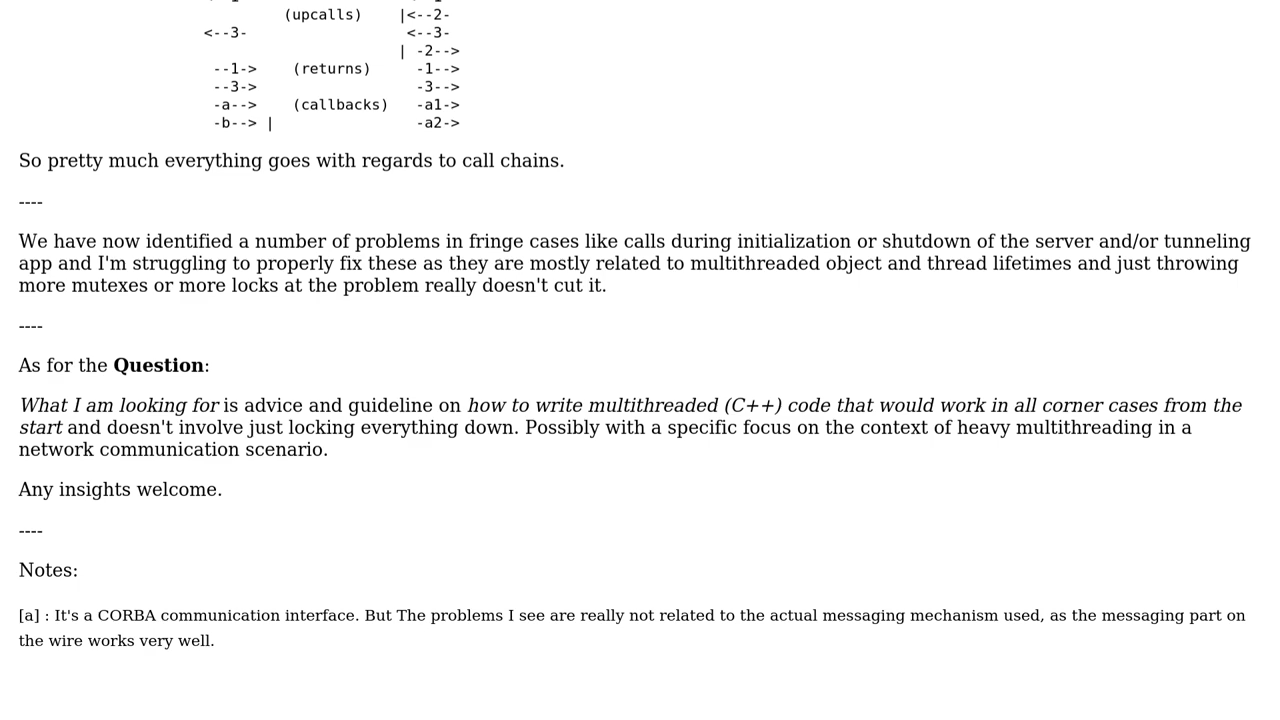 (upcalls) |<--2-
<--3- <--3-
| -2-->
--1-> (returns) -1-->
--3-> -3-->
-a--> (callbacks) -a1->
-b--> | -a2->
So pretty much everything goes with regards to call chains.
----
We have now identified a number of problems in fringe cases like calls during initialization or shutdown of the server and/or tunneling
app and I'm struggling to properly fix these as they are mostly related to multithreaded object and thread lifetimes and just throwing
more mutexes or more locks at the problem really doesn't cut it.
----
As for the Question:
What I am looking for is advice and guideline on how to write multithreaded (C++) code that would work in all corner cases from the
start and doesn't involve just locking everything down. Possibly with a specific focus on the context of heavy multithreading in a
network communication scenario.
Any insights welcome.
----
Notes:
[a] : It's a CORBA communication interface. But The problems I see are really not related to the actual messaging mechanism used, as the messaging part on
the wire works very well.